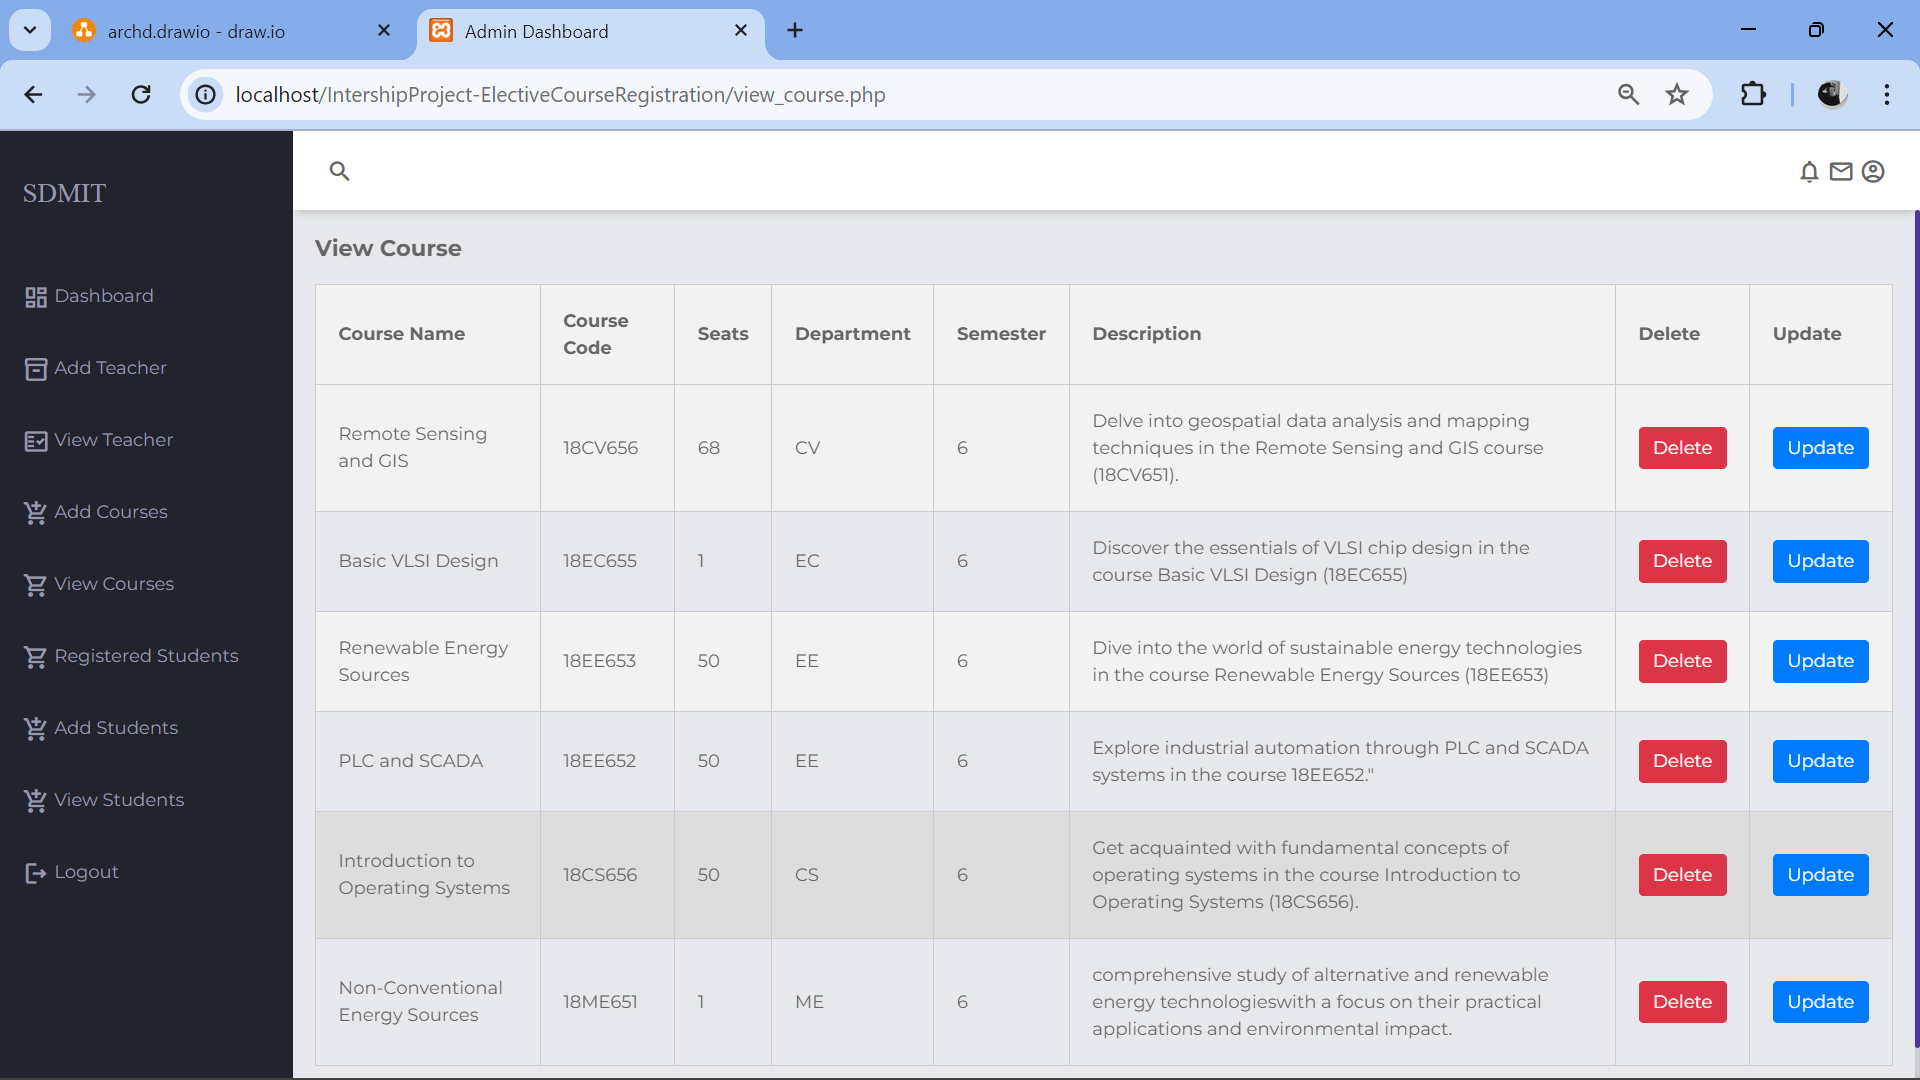 archd.drawio - draw.io
Admin Dashboard
localhost/IntershipProject-ElectiveCourseRegistration/view_course.php
SDMIT
Dashboard
Add Teacher
View Teacher
Add Courses
View Courses
Registered Students
Add Students
View Students
Logout
View Course
Course Name
Course
Code
Seats
Department
Semester
Description
Delete
Update
Remote Sensing
and GIS
18CV656
68
CV
6
Delve into geospatial data analysis and mapping
techniques in the Remote Sensing and GIS course
(18CV651).
Delete
Update
Basic VLSI Design
18EC655
1
EC
6
Discover the essentials of VLSI chip design in the
course Basic VLSI Design (18EC655)
Delete
Update
Renewable Energy
Sources
18EE653
50
EE
6
Dive into the world of sustainable energy technologies
in the course Renewable Energy Sources (18EE653)
Delete
Update
PLC and SCADA
18EE652
50
EE
6
Explore industrial automation through PLC and SCADA
systems in the course 18EE652."
Delete
Update
Introduction to
Operating Systems
18CS656
50
CS
6
Get acquainted with fundamental concepts of
operating systems in the course Introduction to
Operating Systems (18CS656).
Delete
Update
Non-Conventional
Energy Sources
18ME651
1
ME
6
comprehensive study of alternative and renewable
energy technologieswith a focus on their practical
applications and environmental impact.
Delete
Update